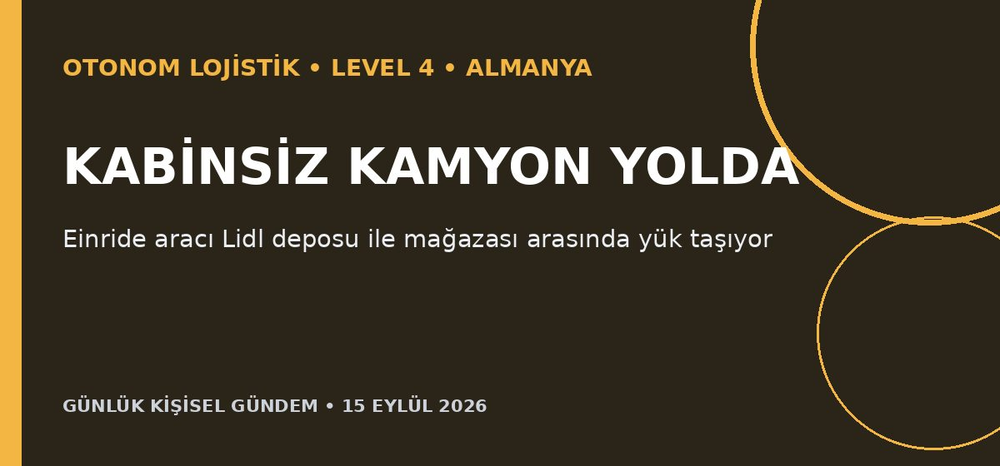 OTONOM LOJİSTİK • LEVEL 4 • ALMANYA
KABİNSİZ KAMYON YOLDA
Einride aracı Lidl deposu ile mağazası arasında yük taşıyor
GÜNLÜK KİŞİSEL GÜNDEM • 15 EYLÜL 2026